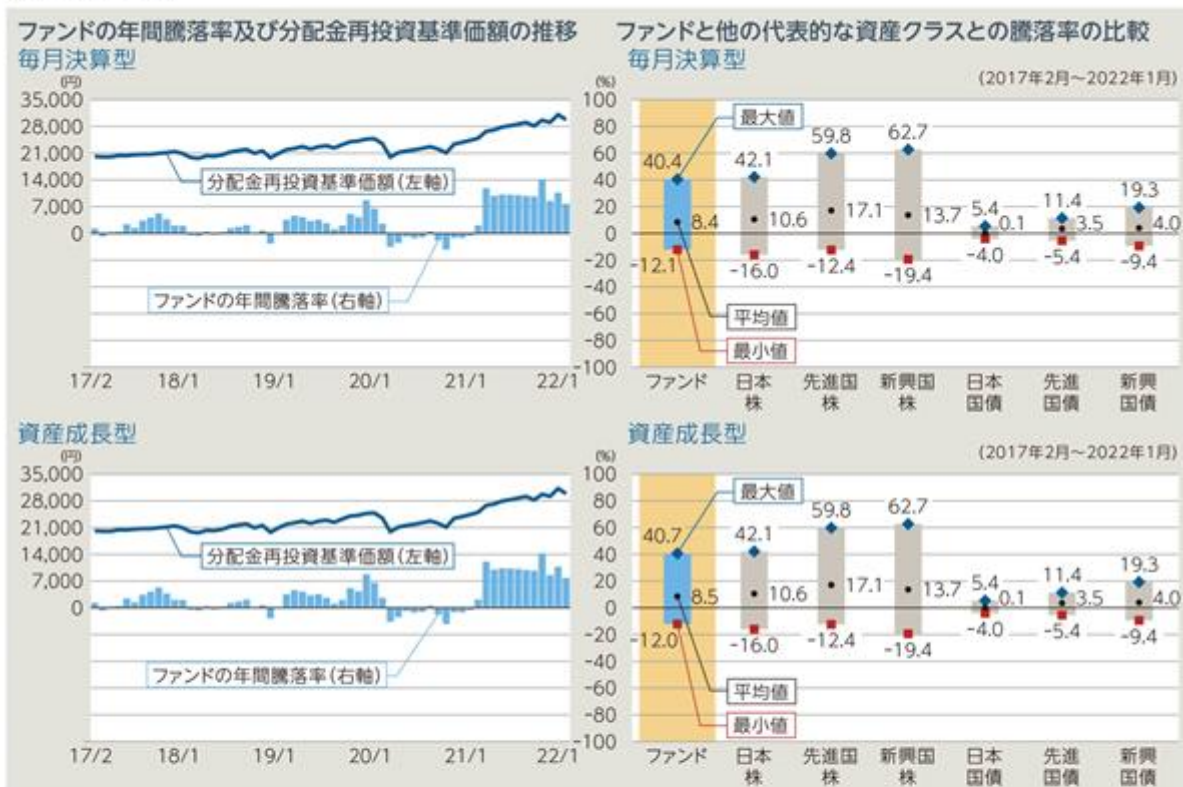 ファンドの年間騰落率及び分配金再投資基準価額の推移
毎月決算型
(円)
35,000
28,000
21,000
14,000
7,000
0
分配金再投資基準価額(左軸)
ファンドの年間騰落率(右軸)
17/2 18/1 19/1 20/1 21/1 22/1
ファンドと他の代表的な資産クラスとの騰落率の比較
毎月決算型
(2017年2月〜2022年1月)
(%)
100
80
60
40
20
0
-20
-40
-60
-80
-100
最大値
40.4 42.1 59.8 62.7 5.4 11.4 19.3
8.4 10.6 17.1 13.7 0.1 3.5 4.0
-12.1 -16.0 -12.4 -19.4 -4.0 -5.4 -9.4
平均値
最小値
ファンド 日本株 先進国株 新興国株 日本国債 先進国債 新興国債
資産成長型
(円)
35,000
28,000
21,000
14,000
7,000
0
分配金再投資基準価額(左軸)
ファンドの年間騰落率(右軸)
17/2 18/1 19/1 20/1 21/1 22/1
資産成長型
(2017年2月〜2022年1月)
(%)
100
80
60
40
20
0
-20
-40
-60
-80
-100
最大値
40.7 42.1 59.8 62.7 5.4 11.4 19.3
8.5 10.6 17.1 13.7 0.1 3.5 4.0
-12.0 -16.0 -12.4 -19.4 -4.0 -5.4 -9.4
平均値
最小値
ファンド 日本株 先進国株 新興国株 日本国債 先進国債 新興国債